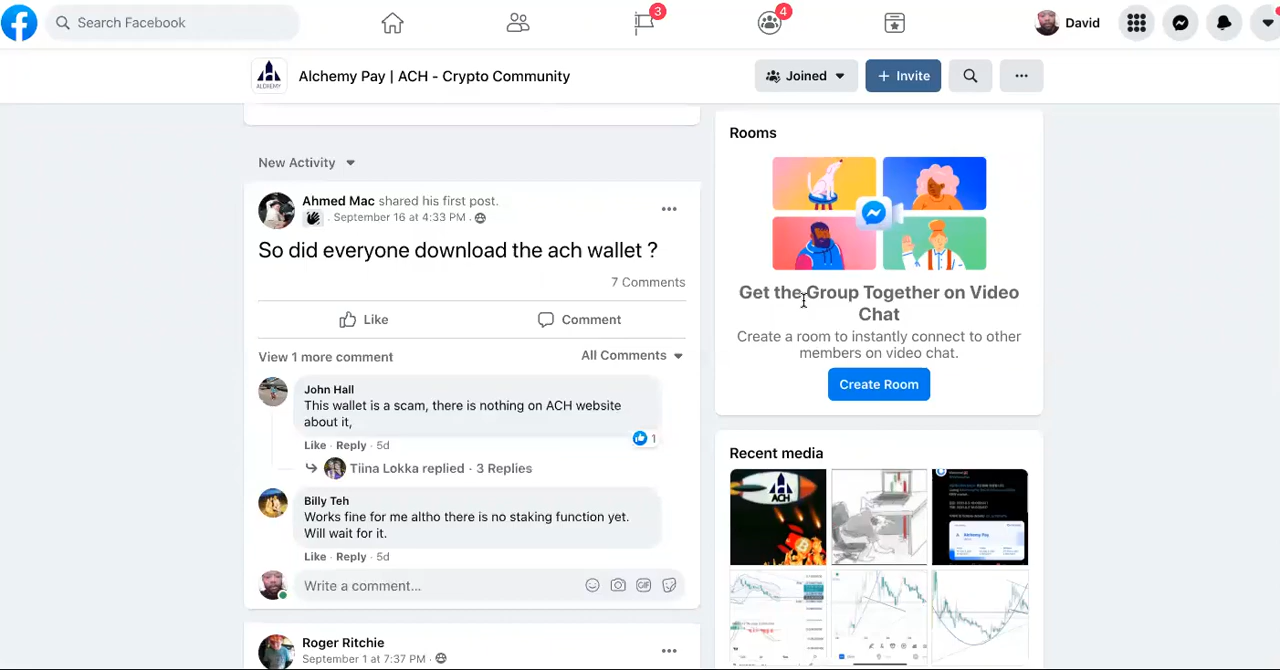 Search Facebook
3
4
David
ALCHEMY
Alchemy Pay | ACH - Crypto Community
Joined
+ Invite
New Activity
Ahmed Mac shared his first post.
· September 16 at 4:33 PM ·
So did everyone download the ach wallet ?
7 Comments
Like
Comment
View 1 more comment
All Comments
John Hall
This wallet is a scam, there is nothing on ACH website
about it,
1
Like · Reply · 5d
Tiina Lokka replied · 3 Replies
Billy Teh
Works fine for me altho there is no staking function yet.
Will wait for it.
Like · Reply · 5d
Write a comment...
GIF
Roger Ritchie
September 1 at 7:37 PM ·
Rooms
Get the Group Together on Video
Chat
Create a room to instantly connect to other
members on video chat.
Create Room
Recent media
ACH
Alchemy Pay